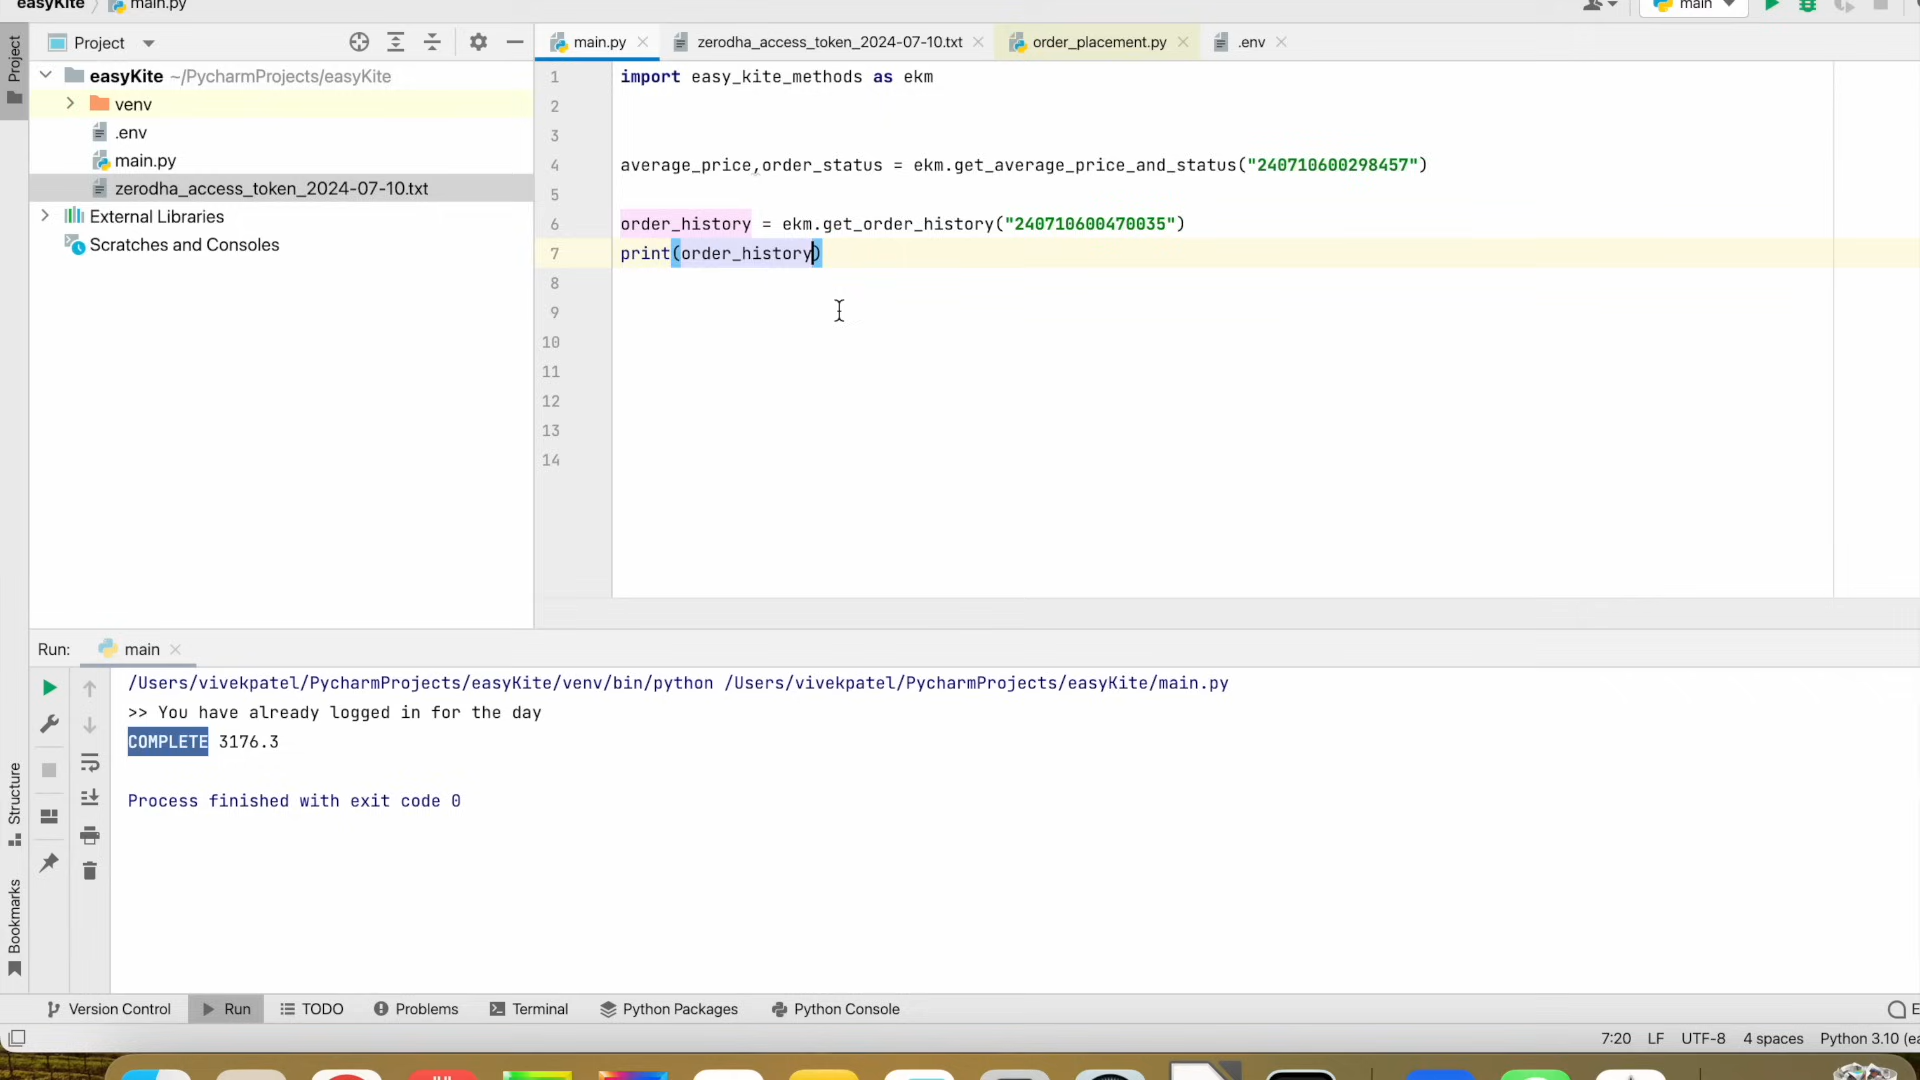 easyKite
main.py
main
Project
main.py
zerodha_access_token_2024-07-10.txt
order_placement.py
.env
Project
easyKite ~/PycharmProjects/easyKite
venv
.env
main.py
zerodha_access_token_2024-07-10.txt
External Libraries
Scratches and Consoles
1 import easy_kite_methods as ekm
2
3
4 average_price,order_status = ekm.get_average_price_and_status("240710600298457")
5
6 order_history = ekm.get_order_history("240710600470035")
7 print(order_history)
8
9
10
11
12
13
14
Run:
main
/Users/vivekpatel/PycharmProjects/easyKite/venv/bin/python /Users/vivekpatel/PycharmProjects/easyKite/main.py
>> You have already logged in for the day
COMPLETE 3176.3
Process finished with exit code 0
Structure
Bookmarks
Version Control
Run
TODO
Problems
Terminal
Python Packages
Python Console
7:20 LF UTF-8 4 spaces Python 3.10